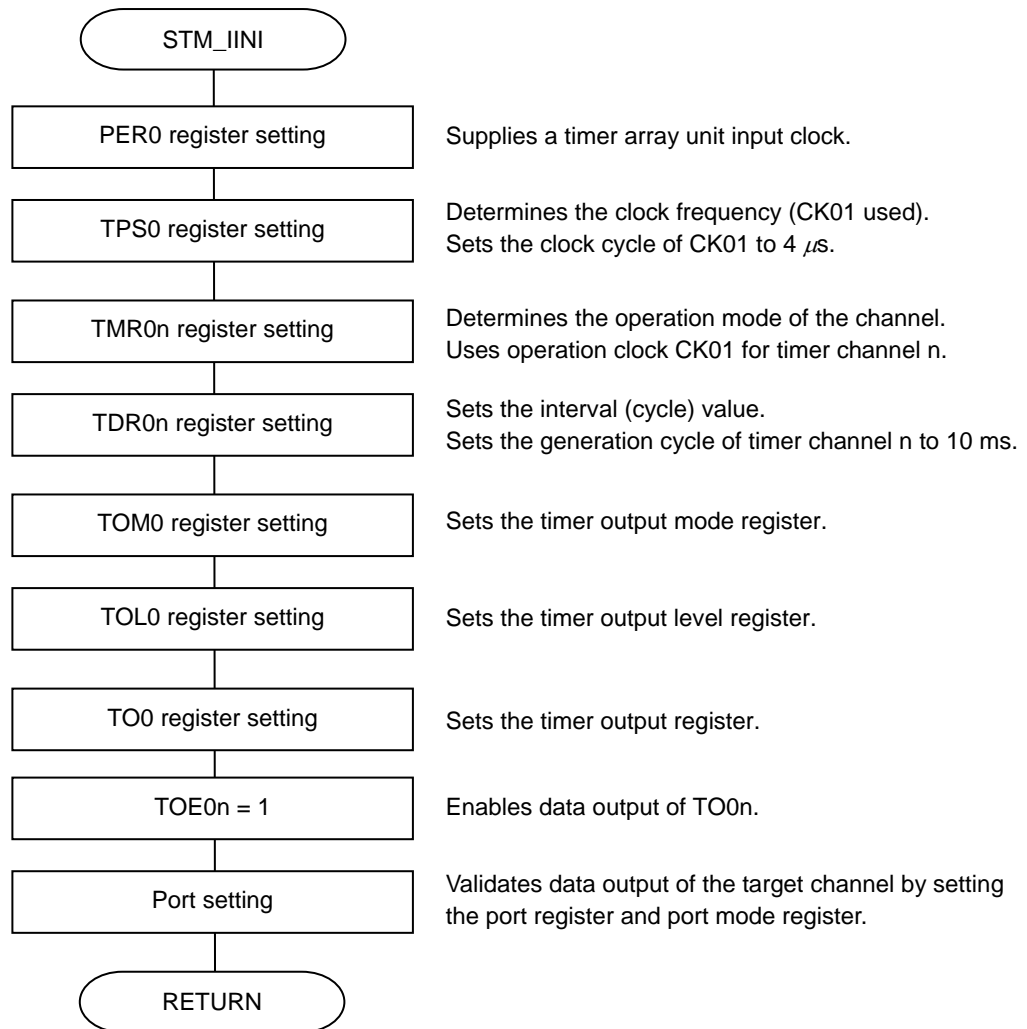 STM_IINI
PER0 register setting
Supplies a timer array unit input clock.
TPS0 register setting
Determines the clock frequency (CK01 used).
Sets the clock cycle of CK01 to 4 μs.
TMR0n register setting
Determines the operation mode of the channel.
Uses operation clock CK01 for timer channel n.
TDR0n register setting
Sets the interval (cycle) value.
Sets the generation cycle of timer channel n to 10 ms.
TOM0 register setting
Sets the timer output mode register.
TOL0 register setting
Sets the timer output level register.
TO0 register setting
Sets the timer output register.
TOE0n = 1
Enables data output of TO0n.
Port setting
Validates data output of the target channel by setting
the port register and port mode register.
RETURN